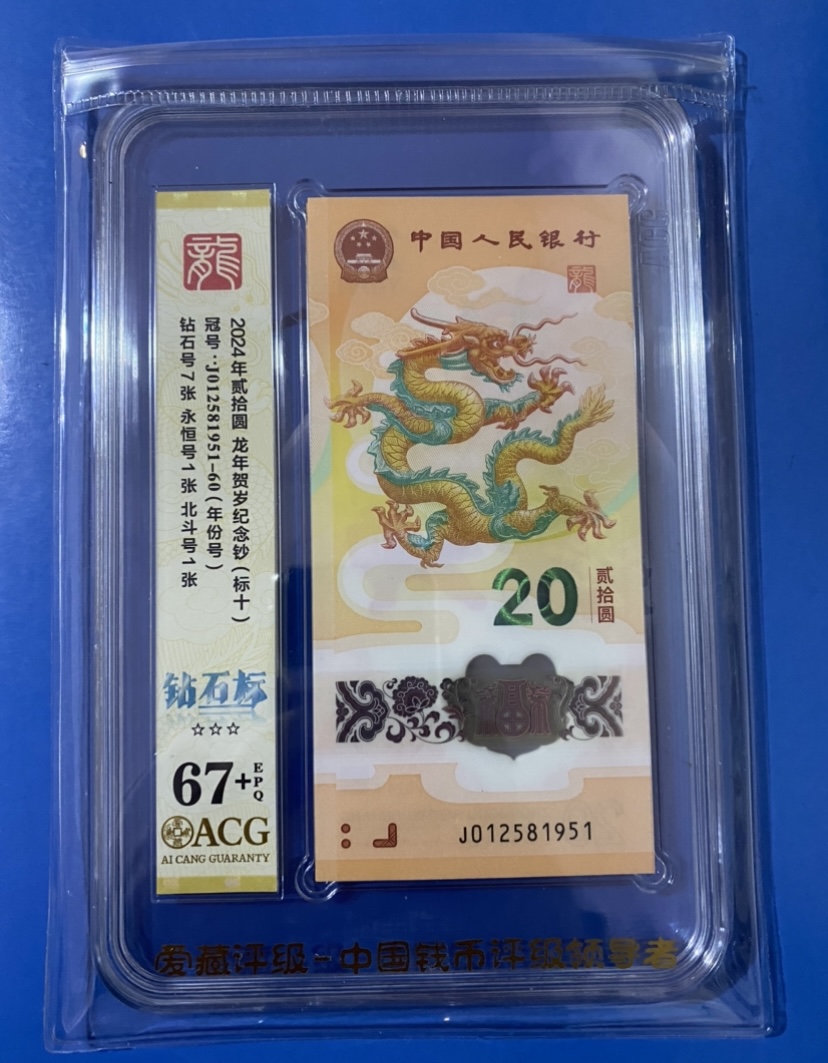 龍
2024年贰拾圆 龙年贺岁纪念钞(标十)
冠号:J012581951-60(年份号)
钻石号7张 永恒号1张 北斗号1张
钻石标
☆☆☆
67+EPQ
ACG
AI CANG GUARANTY
中国人民银行
龍
20
贰拾圆
J012581951
爱藏评级-中国钱币评级领导者